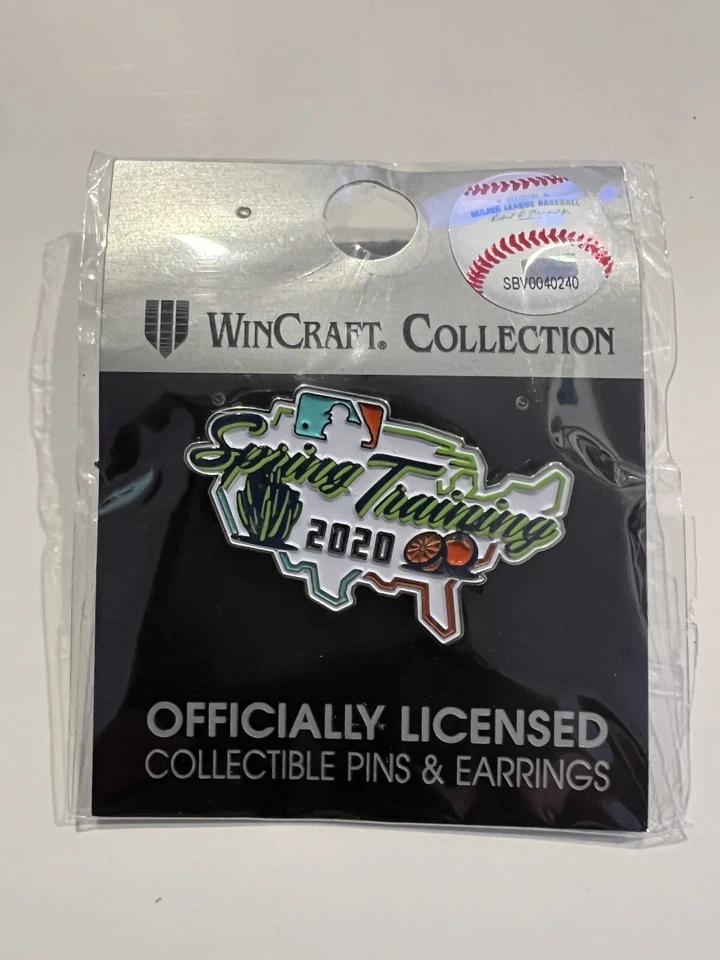 MAJOR LEAGUE BASEBALL
SBV0040240
WINCRAFT® COLLECTION
Spring Training
2020
OFFICIALLY LICENSED
COLLECTIBLE PINS & EARRINGS